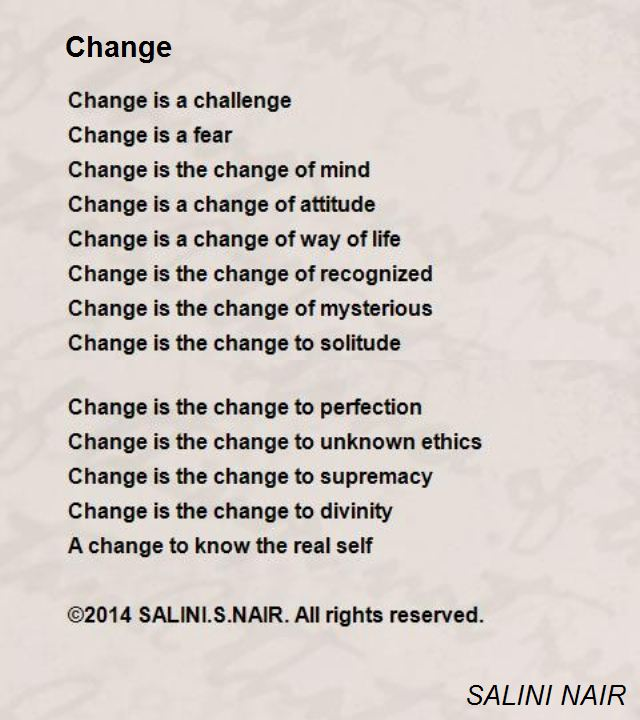 Change
Change is a challenge
Change is a fear
Change is the change of mind
Change is a change of attitude
Change is a change of way of life
Change is the change of recognized
Change is the change of mysterious
Change is the change to solitude
Change is the change to perfection
Change is the change to unknown ethics
Change is the change to supremacy
Change is the change to divinity
A change to know the real self
©2014 SALINI.S.NAIR. All rights reserved.
SALINI NAIR